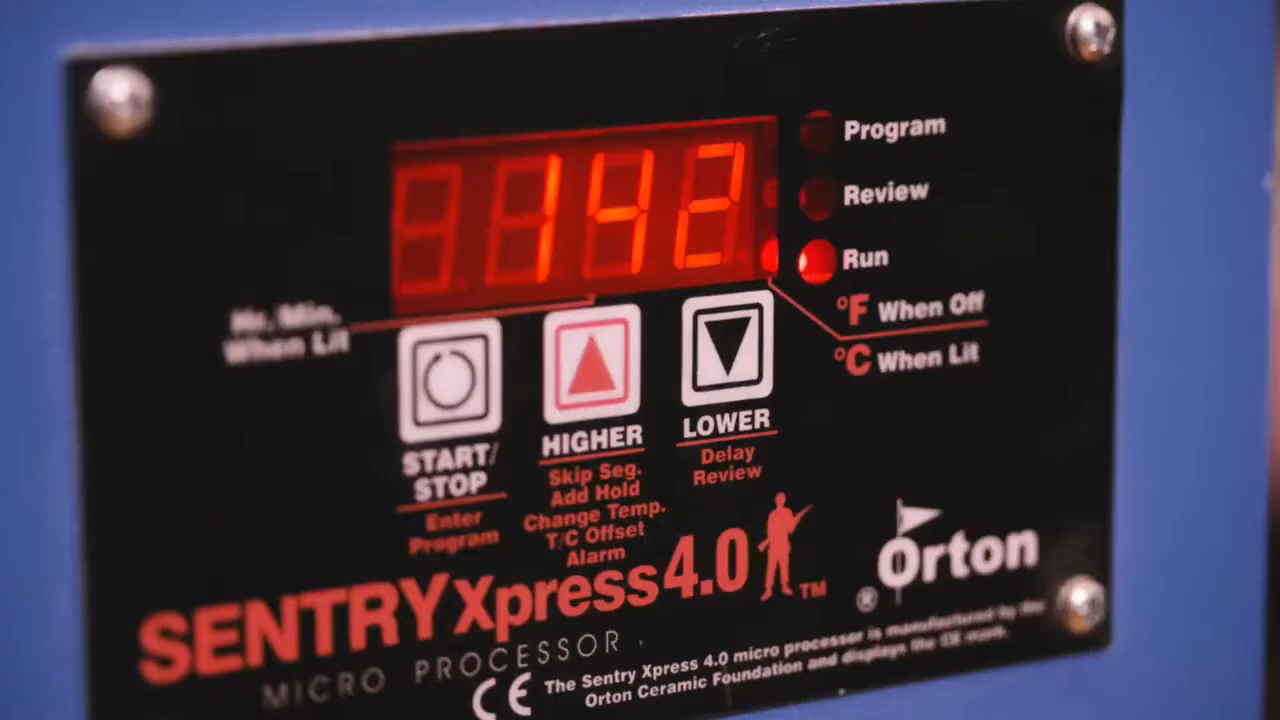 142
Program
Review
Run
°F When Off
°C When Lit
Hr./Min.
When Lit
START/
STOP
Enter
Program
HIGHER
Skip Seg.
Add Hold
Change Temp.
T/C Offset
Alarm
LOWER
Delay
Review
SENTRY Xpress 4.0 TM
MICRO PROCESSOR
Orton
®
CE The Sentry Xpress 4.0 micro processor is manufactured by the
Orton Ceramic Foundation and displays the CE mark.